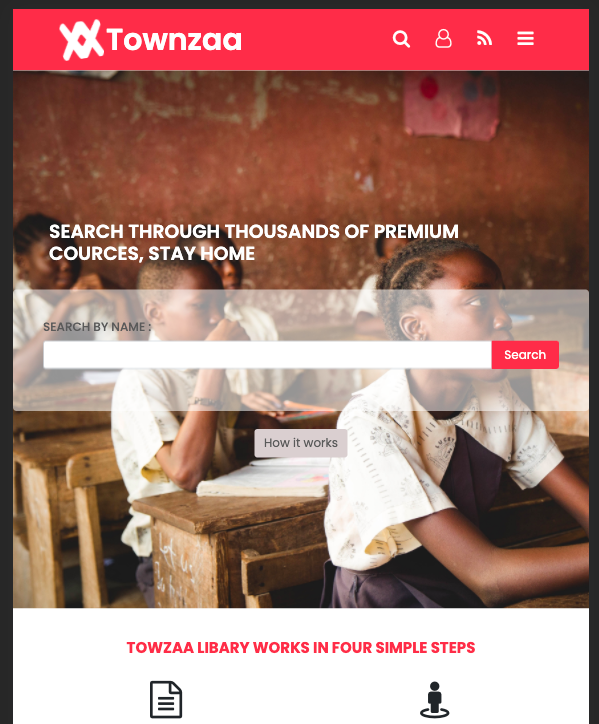 Townzaa
SEARCH THROUGH THOUSANDS OF PREMIUM
COURCES, STAY HOME
SEARCH BY NAME :
Search
How it works
TOWZAA LIBARY WORKS IN FOUR SIMPLE STEPS